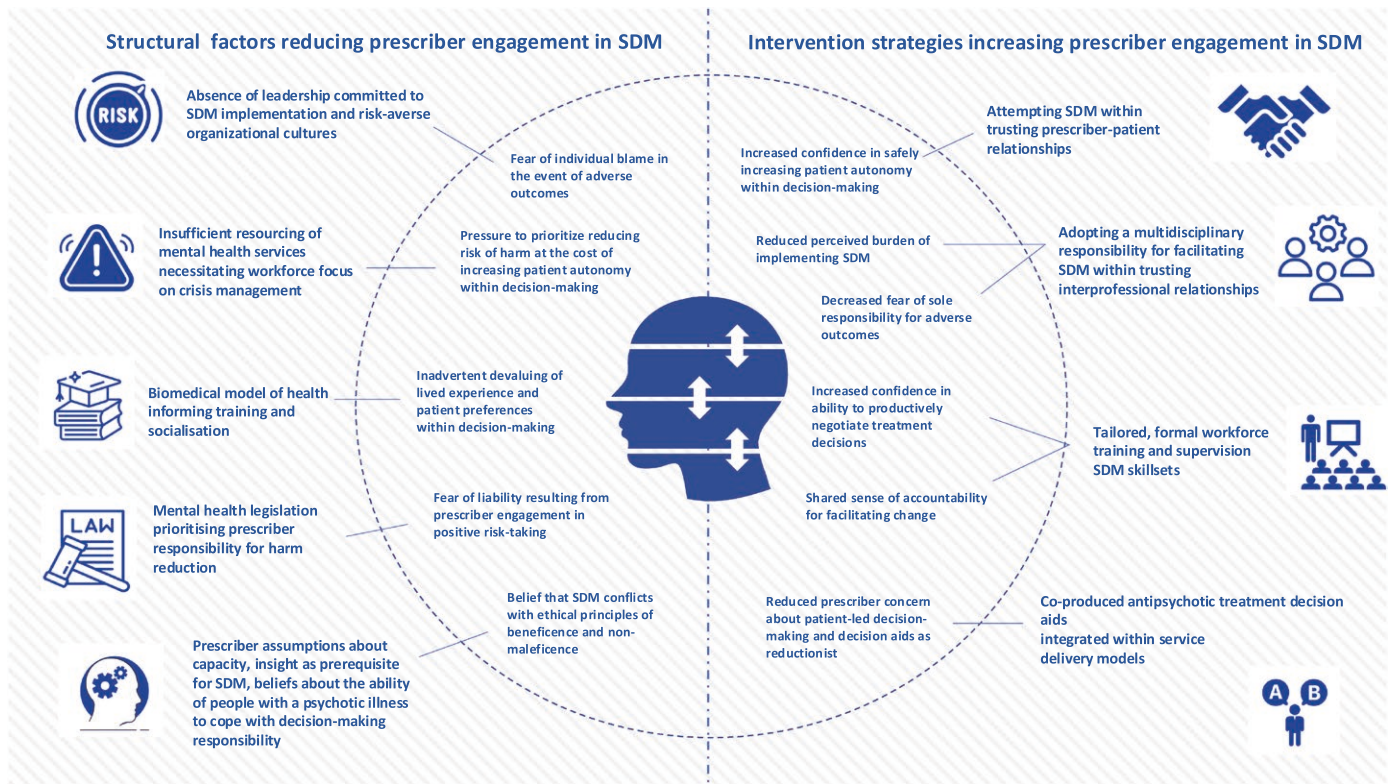 Structural factors reducing prescriber engagement in SDM
RISK
Absence of leadership committed to
SDM implementation and risk-averse
organizational cultures
Fear of individual blame in
the event of adverse
outcomes
Insufficient resourcing of
mental health services
necessitating workforce focus
on crisis management
Pressure to prioritize reducing
risk of harm at the cost of
increasing patient autonomy
within decision-making
Biomedical model of health
informing training and
socialisation
Inadvertent devaluing of
lived experience and
patient preferences
within decision-making
LAW
Mental health legislation
prioritising prescriber
responsibility for harm
reduction
Fear of liability resulting from
prescriber engagement in
positive risk-taking
Prescriber assumptions about
capacity, insight as prerequisite
for SDM, beliefs about the ability
of people with a psychotic illness
to cope with decision-making
responsibility
Belief that SDM conflicts
with ethical principles of
beneficence and non-
maleficence
Intervention strategies increasing prescriber engagement in SDM
Increased confidence in safely
increasing patient autonomy
within decision-making
Attempting SDM within
trusting prescriber-patient
relationships
Reduced perceived burden of
implementing SDM
Decreased fear of sole
responsibility for adverse
outcomes
Adopting a multidisciplinary
responsibility for facilitating
SDM within trusting
interprofessional relationships
Increased confidence in
ability to productively
negotiate treatment
decisions
Shared sense of accountability
for facilitating change
Tailored, formal workforce
training and supervision
SDM skillsets
Reduced prescriber concern
about patient-led decision-
making and decision aids as
reductionist
Co-produced antipsychotic treatment decision
aids
integrated within service
delivery models
A B